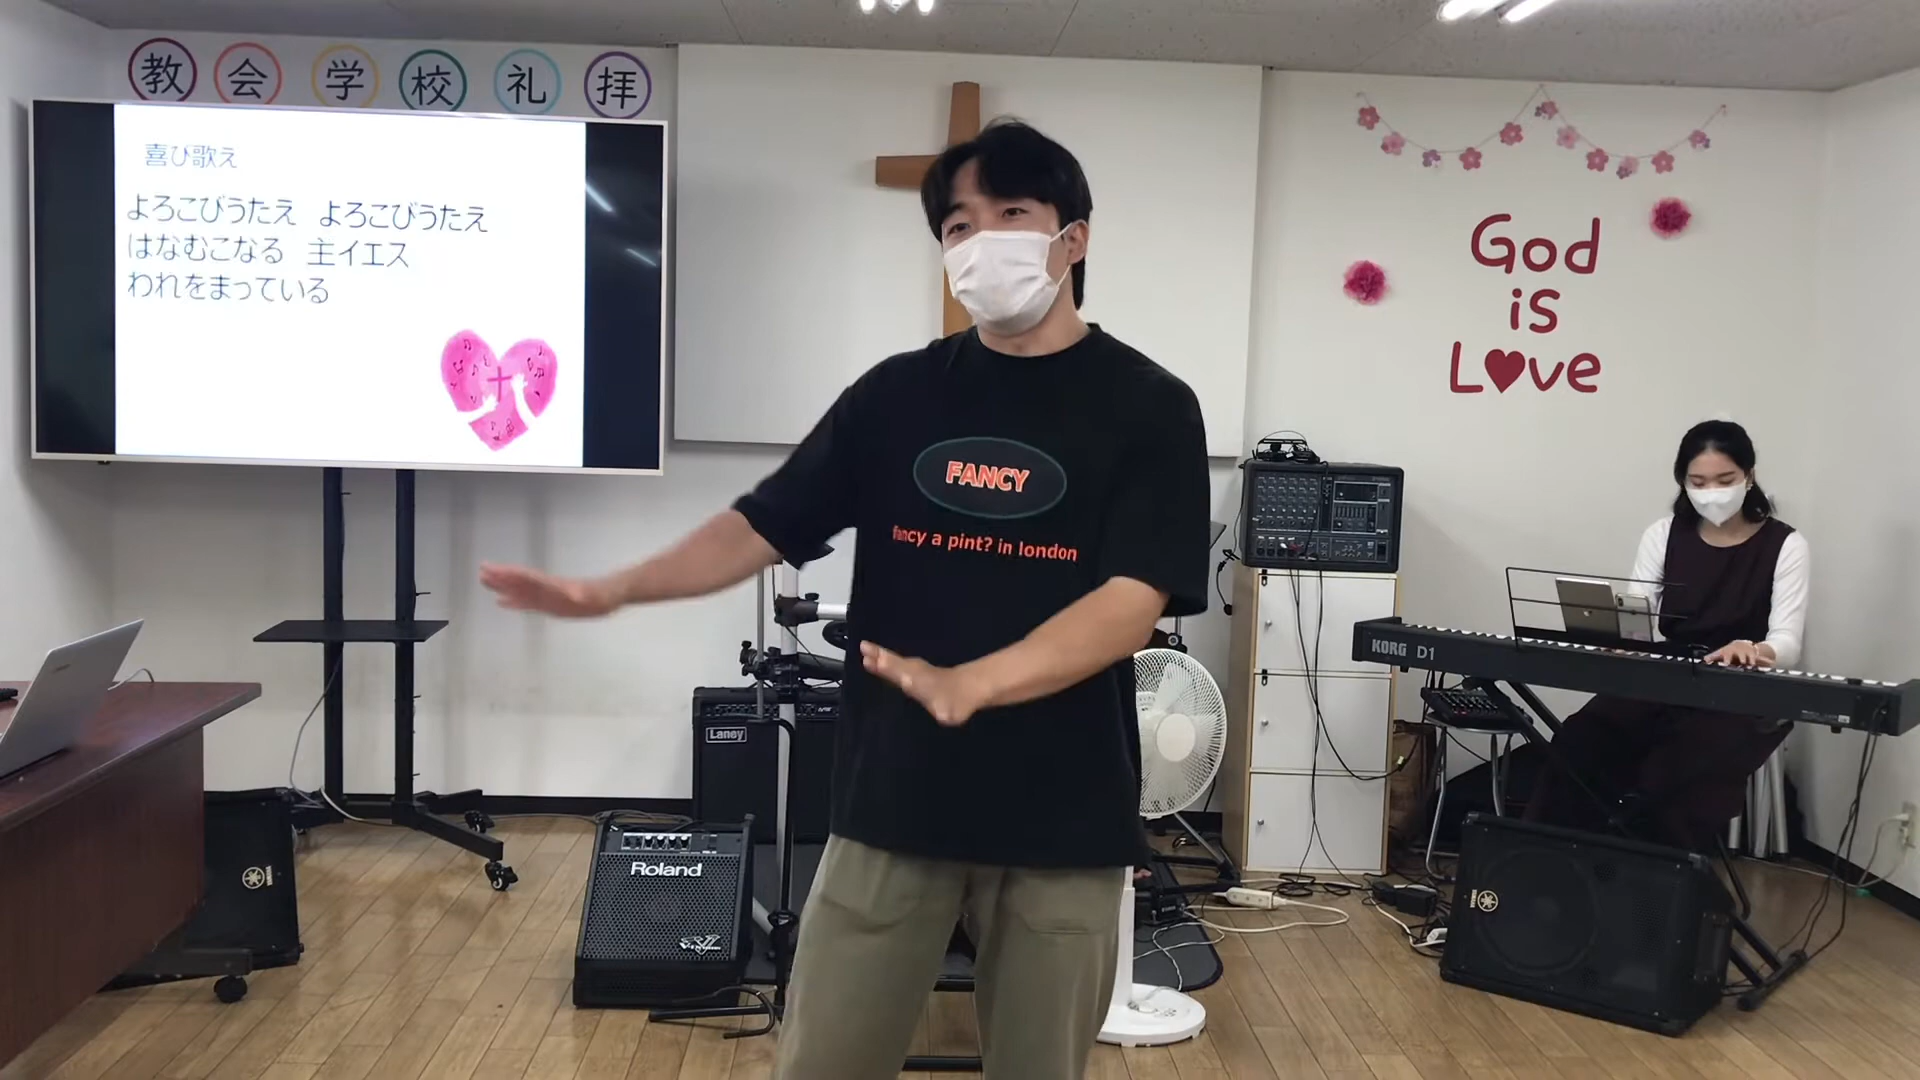 教会学校礼拝
喜び歌え
よろこびうたえ よろこびうたえ
はなむこなる 主イエス
われをまっている
God
is
Love
FANCY
fancy a pint? in london
KORG D1
Laney
Roland